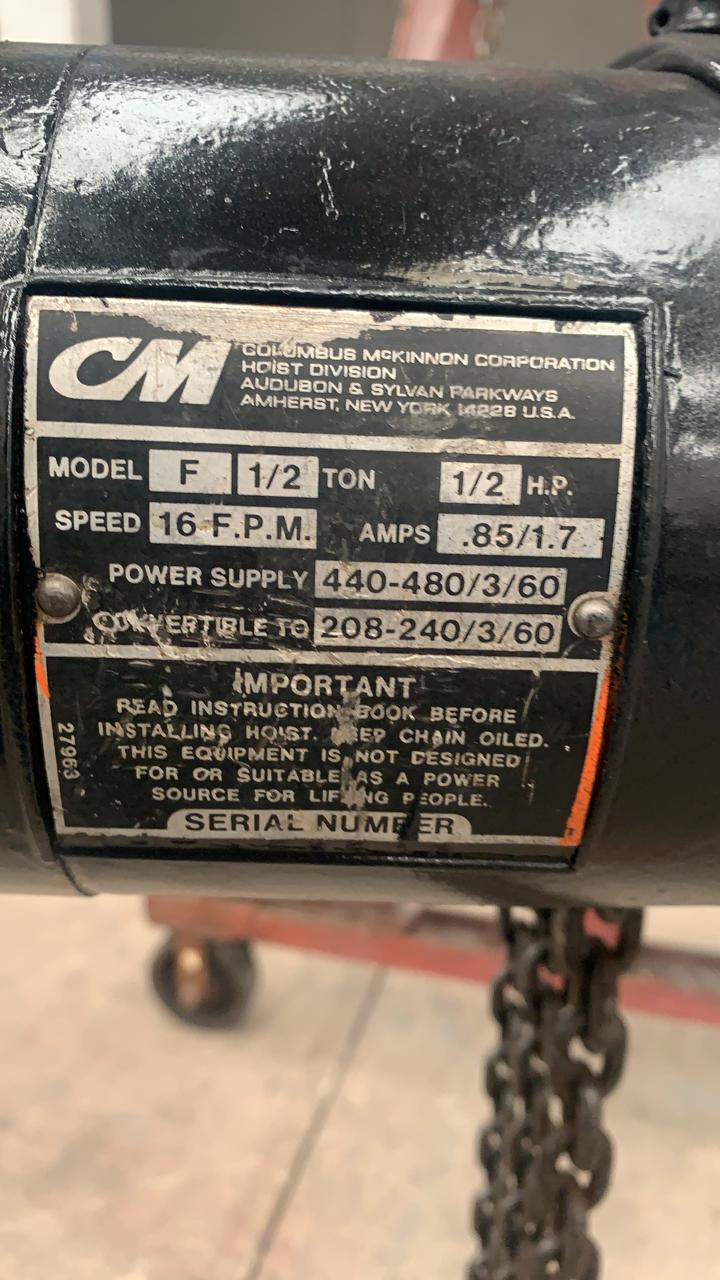 CM
COLUMBUS McKINNON CORPORATION
HOIST DIVISION
AUDUBON & SYLVAN PARKWAYS
AMHERST, NEW YORK 14228 U.S.A.
MODEL F 1/2 TON 1/2 H.P.
SPEED 16 F.P.M. AMPS .85/1.7
POWER SUPPLY 440-480/3/60
CONVERTIBLE TO 208-240/3/60
IMPORTANT
READ INSTRUCTION BOOK BEFORE
INSTALLING HOIST. KEEP CHAIN OILED.
THIS EQUIPMENT IS NOT DESIGNED
FOR OR SUITABLE AS A POWER
SOURCE FOR LIFTING PEOPLE.
SERIAL NUMBER
27963